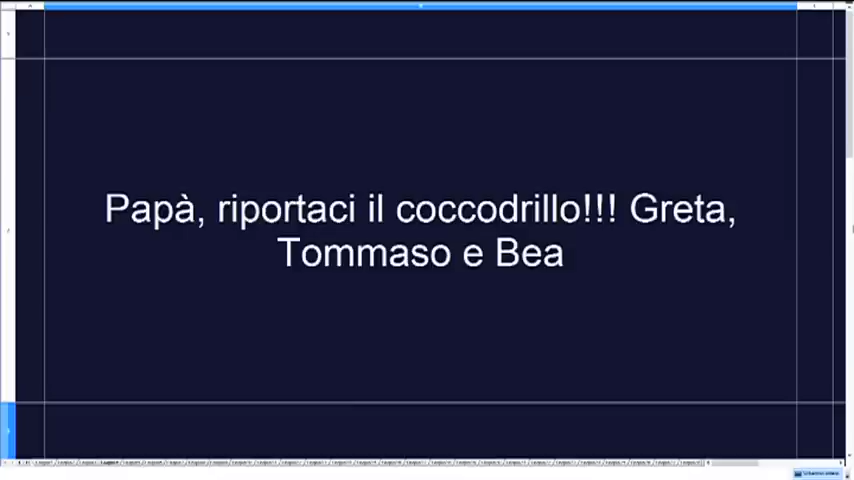 Papà, riportaci il coccodrillo!!! Greta,
Tommaso e Bea